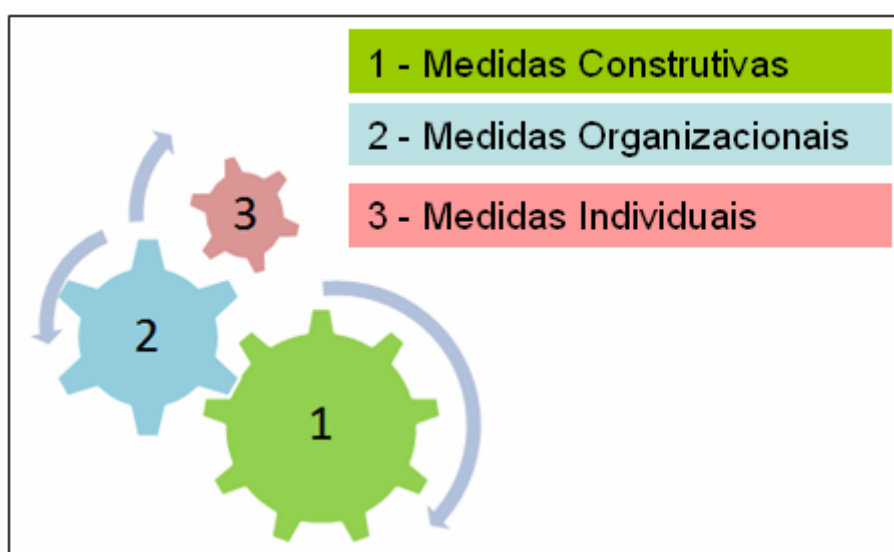 1 - Medidas Construtivas
2 - Medidas Organizacionais
3 - Medidas Individuais
3
2
1